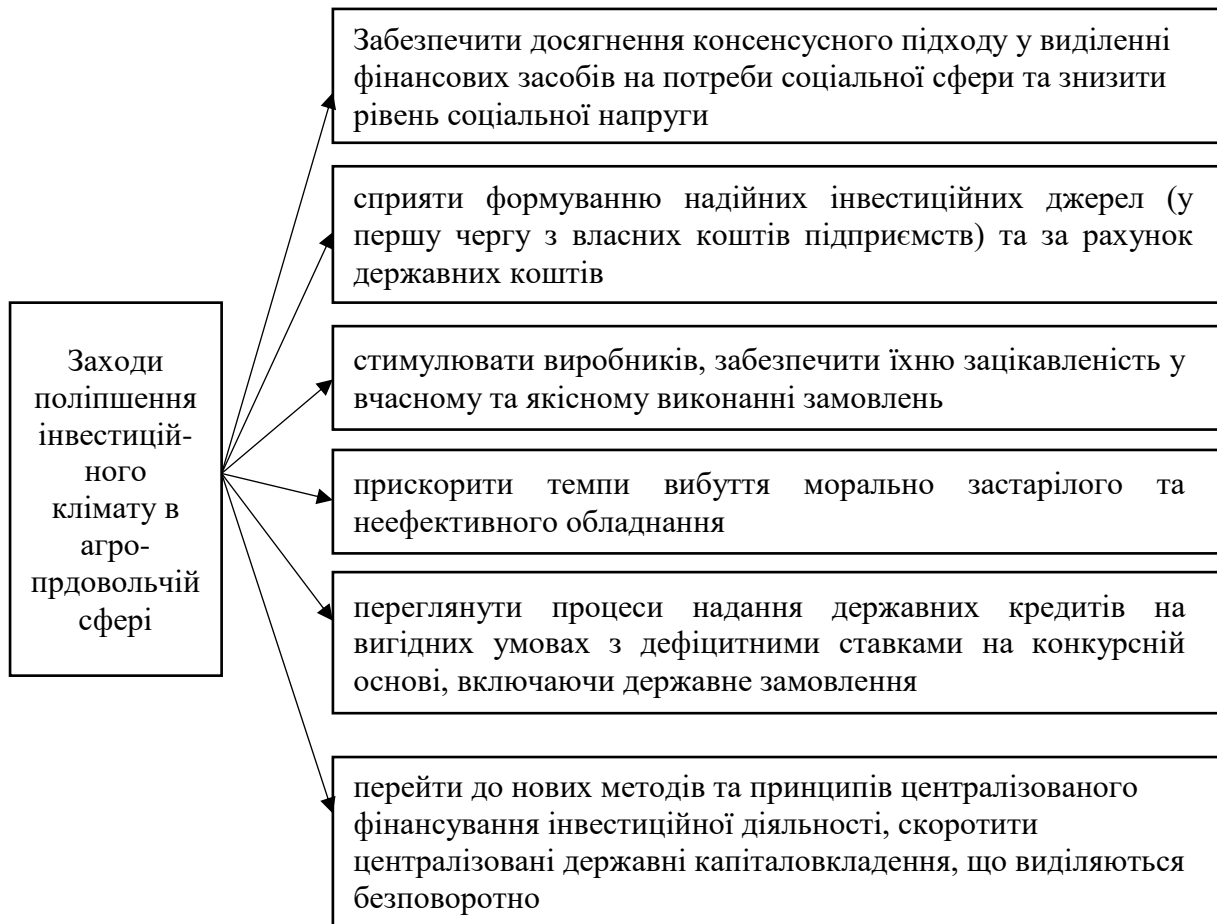 Забезпечити досягнення консенсусного підходу у виділенні
фінансових засобів на потреби соціальної сфери та знизити
рівень соціальної напруги
сприяти формуванню надійних інвестиційних джерел (у
першу чергу з власних коштів підприємств) та за рахунок
державних коштів
Заходи
поліпшення
інвестицій-
ного
клімату в
агро-
прдовольчій
сфері
стимулювати виробників, забезпечити їхню зацікавленість у
вчасному та якісному виконанні замовлень
прискорити темпи вибуття морально застарілого та
неефективного обладнання
переглянути процеси надання державних кредитів на
вигідних умовах з дефіцитними ставками на конкурсній
основі, включаючи державне замовлення
перейти до нових методів та принципів централізованого
фінансування інвестиційної діяльності, скоротити
централізовані державні капіталовкладення, що виділяються
безповоротно